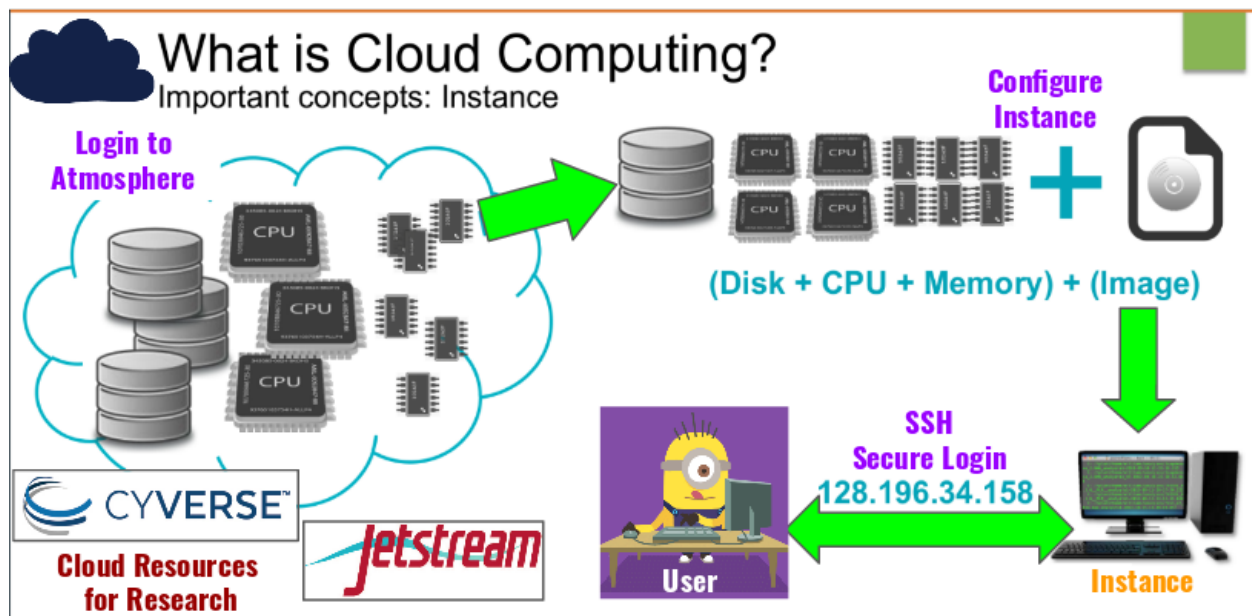 What is Cloud Computing?
Important concepts: Instance
Login to
Atmosphere
Configure
Instance
CPU
CPU
CPU
CPU
CPU
CPU
CPU
(Disk + CPU + Memory) + (Image)
SSH
Secure Login
128.196.34.158
CYVERSE™
Jetstream
Cloud Resources
for Research
User
Instance